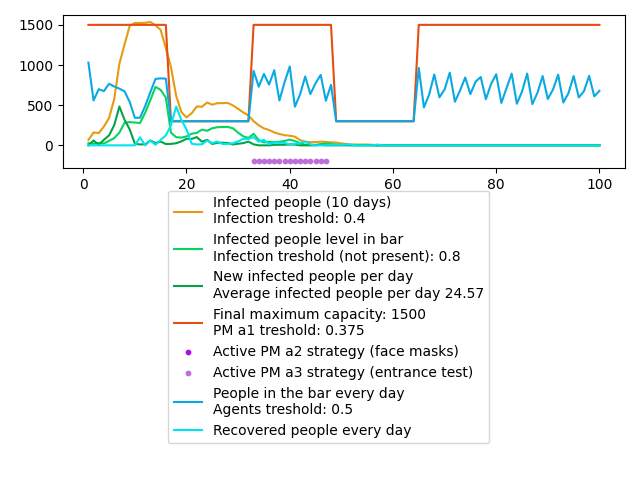 1500
1000
500
0
0 20 40 60 80 100
Infected people (10 days)
Infection treshold: 0.4
Infected people level in bar
Infection treshold (not present): 0.8
New infected people per day
Average infected people per day 24.57
Final maximum capacity: 1500
PM a1 treshold: 0.375
Active PM a2 strategy (face masks)
Active PM a3 strategy (entrance test)
People in the bar every day
Agents treshold: 0.5
Recovered people every day